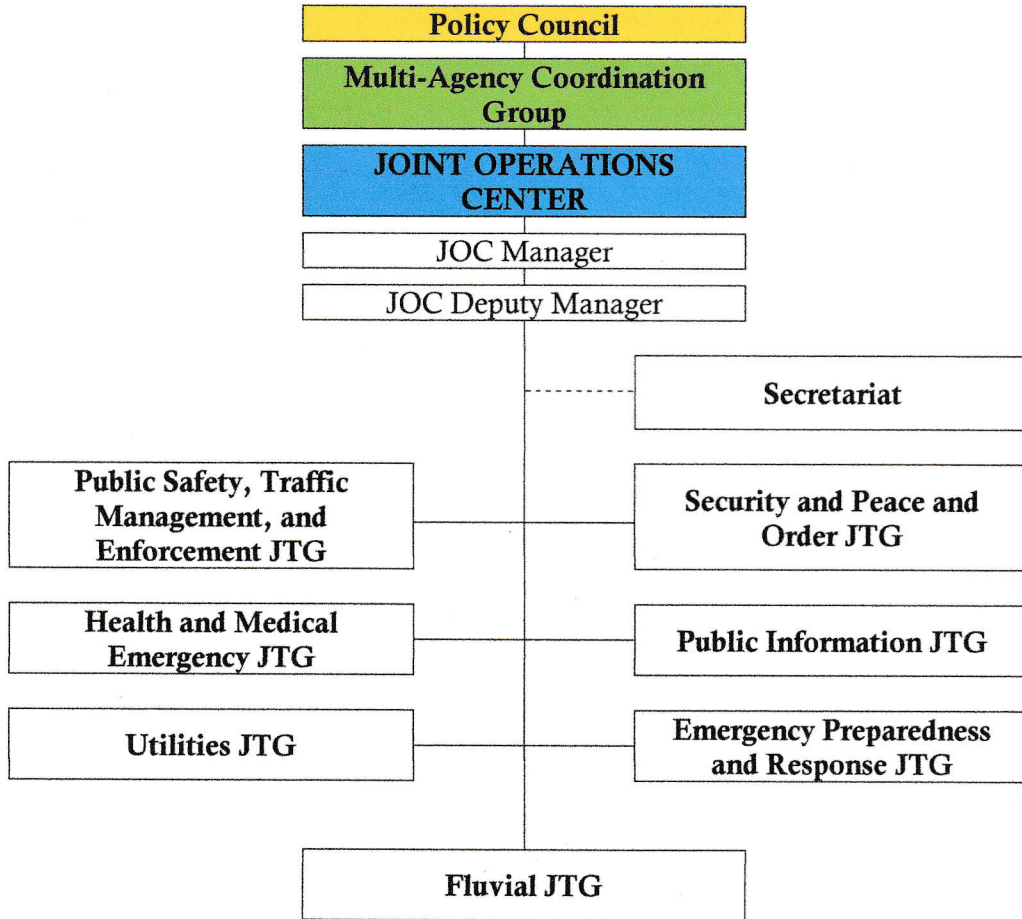 Policy Council
Multi-Agency Coordination
Group
JOINT OPERATIONS
CENTER
JOC Manager
JOC Deputy Manager
Secretariat
Public Safety, Traffic
Management, and
Enforcement JTG
Security and Peace and
Order JTG
Health and Medical
Emergency JTG
Public Information JTG
Utilities JTG
Emergency Preparedness
and Response JTG
Fluvial JTG